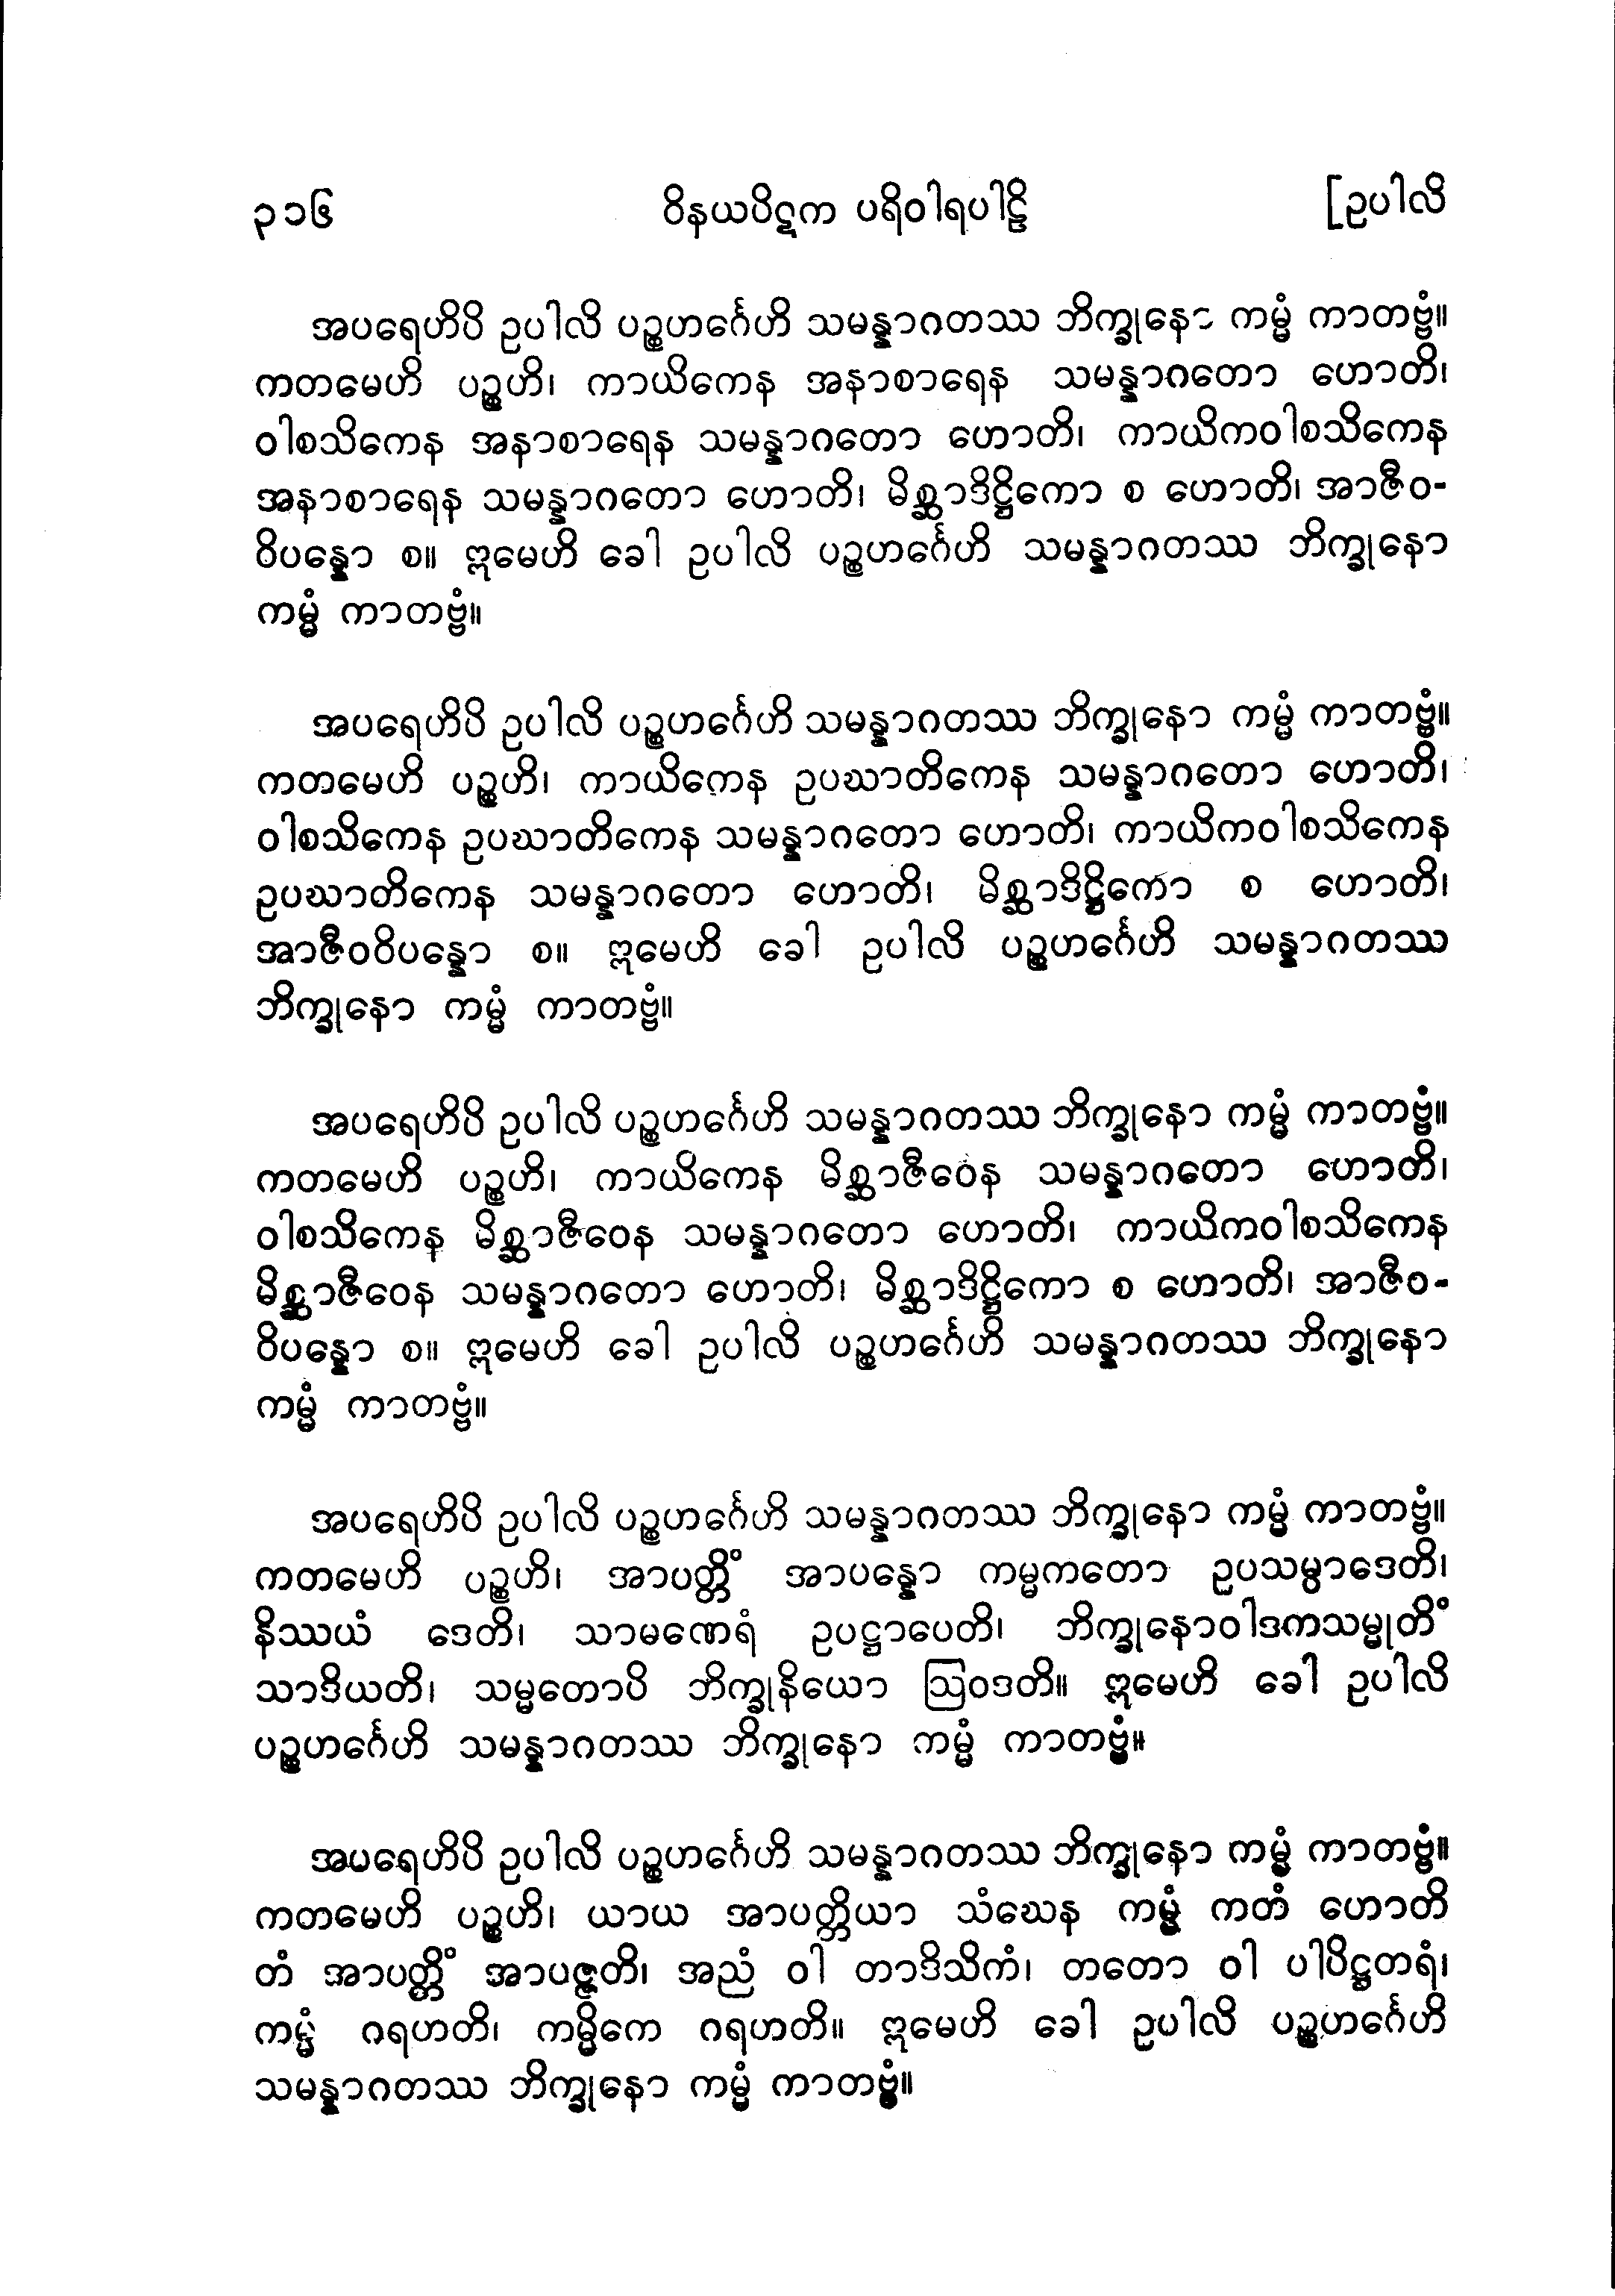 ၃၁၆ ဝိနယပိဋက ပရိဝါရပါဠိ [ဥပါလိ
အပရေဟိပိ ဥပါလိ ပဉ္စဟင်္ဂေဟိ သမန္နာဂတဿ ဘိက္ခုနော ကမ္မံ ကာတဗ္ဗံ။
ကတမေဟိ ပဉ္စဟိ၊ ကာယိကေန အနာစာရေန သမန္နာဂတော ဟောတိ၊
ဝါစသိကေန အနာစာရေန သမန္နာဂတော ဟောတိ၊ ကာယိကဝါစသိကေန
အနာစာရေန သမန္နာဂတော ဟောတိ၊ မိစ္ဆာဒိဋ္ဌိကော စ ဟောတိ၊ အာဇီဝ-
ဝိပန္နော စ။ ဣမေဟိ ခေါ ဥပါလိ ပဉ္စဟင်္ဂေဟိ သမန္နာဂတဿ ဘိက္ခုနော
ကမ္မံ ကာတဗ္ဗံ။
အပရေဟိပိ ဥပါလိ ပဉ္စဟင်္ဂေဟိ သမန္နာဂတဿ ဘိက္ခုနော ကမ္မံ ကာတဗ္ဗံ။
ကတမေဟိ ပဉ္စဟိ၊ ကာယိကေန ဥပဃာတိကေန သမန္နာဂတော ဟောတိ၊
ဝါစသိကေန ဥပဃာတိကေန သမန္နာဂတော ဟောတိ၊ ကာယိကဝါစသိကေန
ဥပဃာတိကေန သမန္နာဂတော ဟောတိ၊ မိစ္ဆာဒိဋ္ဌိကော စ ဟောတိ၊
အာဇီဝဝိပန္နော စ။ ဣမေဟိ ခေါ ဥပါလိ ပဉ္စဟင်္ဂေဟိ သမန္နာဂတဿ
ဘိက္ခုနော ကမ္မံ ကာတဗ္ဗံ။
အပရေဟိပိ ဥပါလိ ပဉ္စဟင်္ဂေဟိ သမန္နာဂတဿ ဘိက္ခုနော ကမ္မံ ကာတဗ္ဗံ။
ကတမေဟိ ပဉ္စဟိ၊ ကာယိကေန မိစ္ဆာဇီဝေန သမန္နာဂတော ဟောတိ၊
ဝါစသိကေန မိစ္ဆာဇီဝေန သမန္နာဂတော ဟောတိ၊ ကာယိကဝါစသိကေန
မိစ္ဆာဇီဝေန သမန္နာဂတော ဟောတိ၊ မိစ္ဆာဒိဋ္ဌိကော စ ဟောတိ၊ အာဇီဝ-
ဝိပန္နော စ။ ဣမေဟိ ခေါ ဥပါလိ ပဉ္စဟင်္ဂေဟိ သမန္နာဂတဿ ဘိက္ခုနော
ကမ္မံ ကာတဗ္ဗံ။
အပရေဟိပိ ဥပါလိ ပဉ္စဟင်္ဂေဟိ သမန္နာဂတဿ ဘိက္ခုနော ကမ္မံ ကာတဗ္ဗံ။
ကတမေဟိ ပဉ္စဟိ၊ အာပတ္တိံ အာပန္နော ကမ္မကတော ဥပသမ္ပာဒေတိ၊
နိဿယံ ဒေတိ၊ သာမဏေရံ ဥပဋ္ဌာပေတိ၊ ဘိက္ခုနောဝါဒကသမ္မုတိံ
သာဒိယတိ၊ သမ္မတောပိ ဘိက္ခုနိယော ဩဝဒတိ။ ဣမေဟိ ခေါ ဥပါလိ
ပဉ္စဟင်္ဂေဟိ သမန္နာဂတဿ ဘိက္ခုနော ကမ္မံ ကာတဗ္ဗံ။
အပရေဟိပိ ဥပါလိ ပဉ္စဟင်္ဂေဟိ သမန္နာဂတဿ ဘိက္ခုနော ကမ္မံ ကာတဗ္ဗံ။
ကတမေဟိ ပဉ္စဟိ၊ ယာယ အာပတ္တိယာ သံဃေန ကမ္မံ ကတံ ဟောတိ
တံ အာပတ္တိံ အာပဇ္ဇတိ၊ အညံ ဝါ တာဒိသိကံ၊ တတော ဝါ ပါပိဋ္ဌတရံ၊
ကမ္မံ ဂရဟတိ၊ ကမ္မိကေ ဂရဟတိ။ ဣမေဟိ ခေါ ဥပါလိ ပဉ္စဟင်္ဂေဟိ
သမန္နာဂတဿ ဘိက္ခုနော ကမ္မံ ကာတဗ္ဗံ။